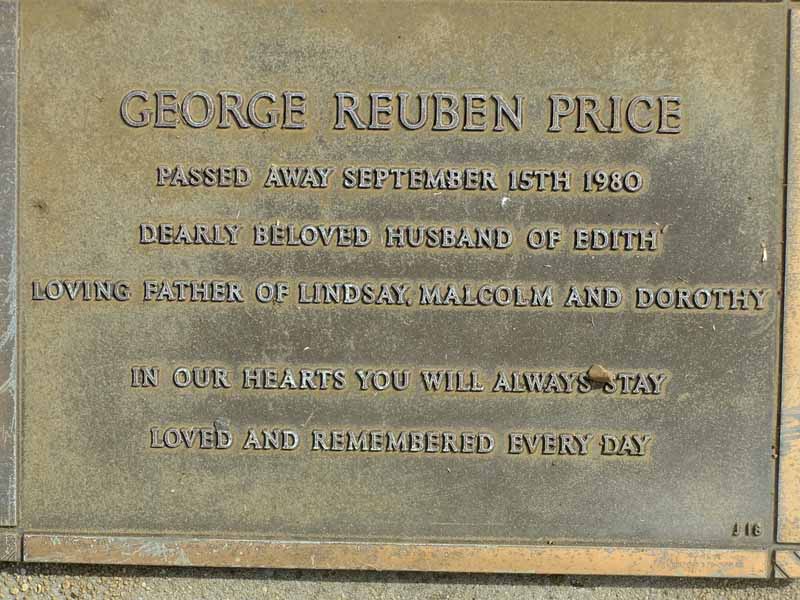 GEORGE REUBEN PRICE
PASSED AWAY SEPTEMBER 15TH 1980
DEARLY BELOVED HUSBAND OF EDITH
LOVING FATHER OF LINDSAY, MALCOLM AND DOROTHY
IN OUR HEARTS YOU WILL ALWAYS STAY
LOVED AND REMEMBERED EVERY DAY